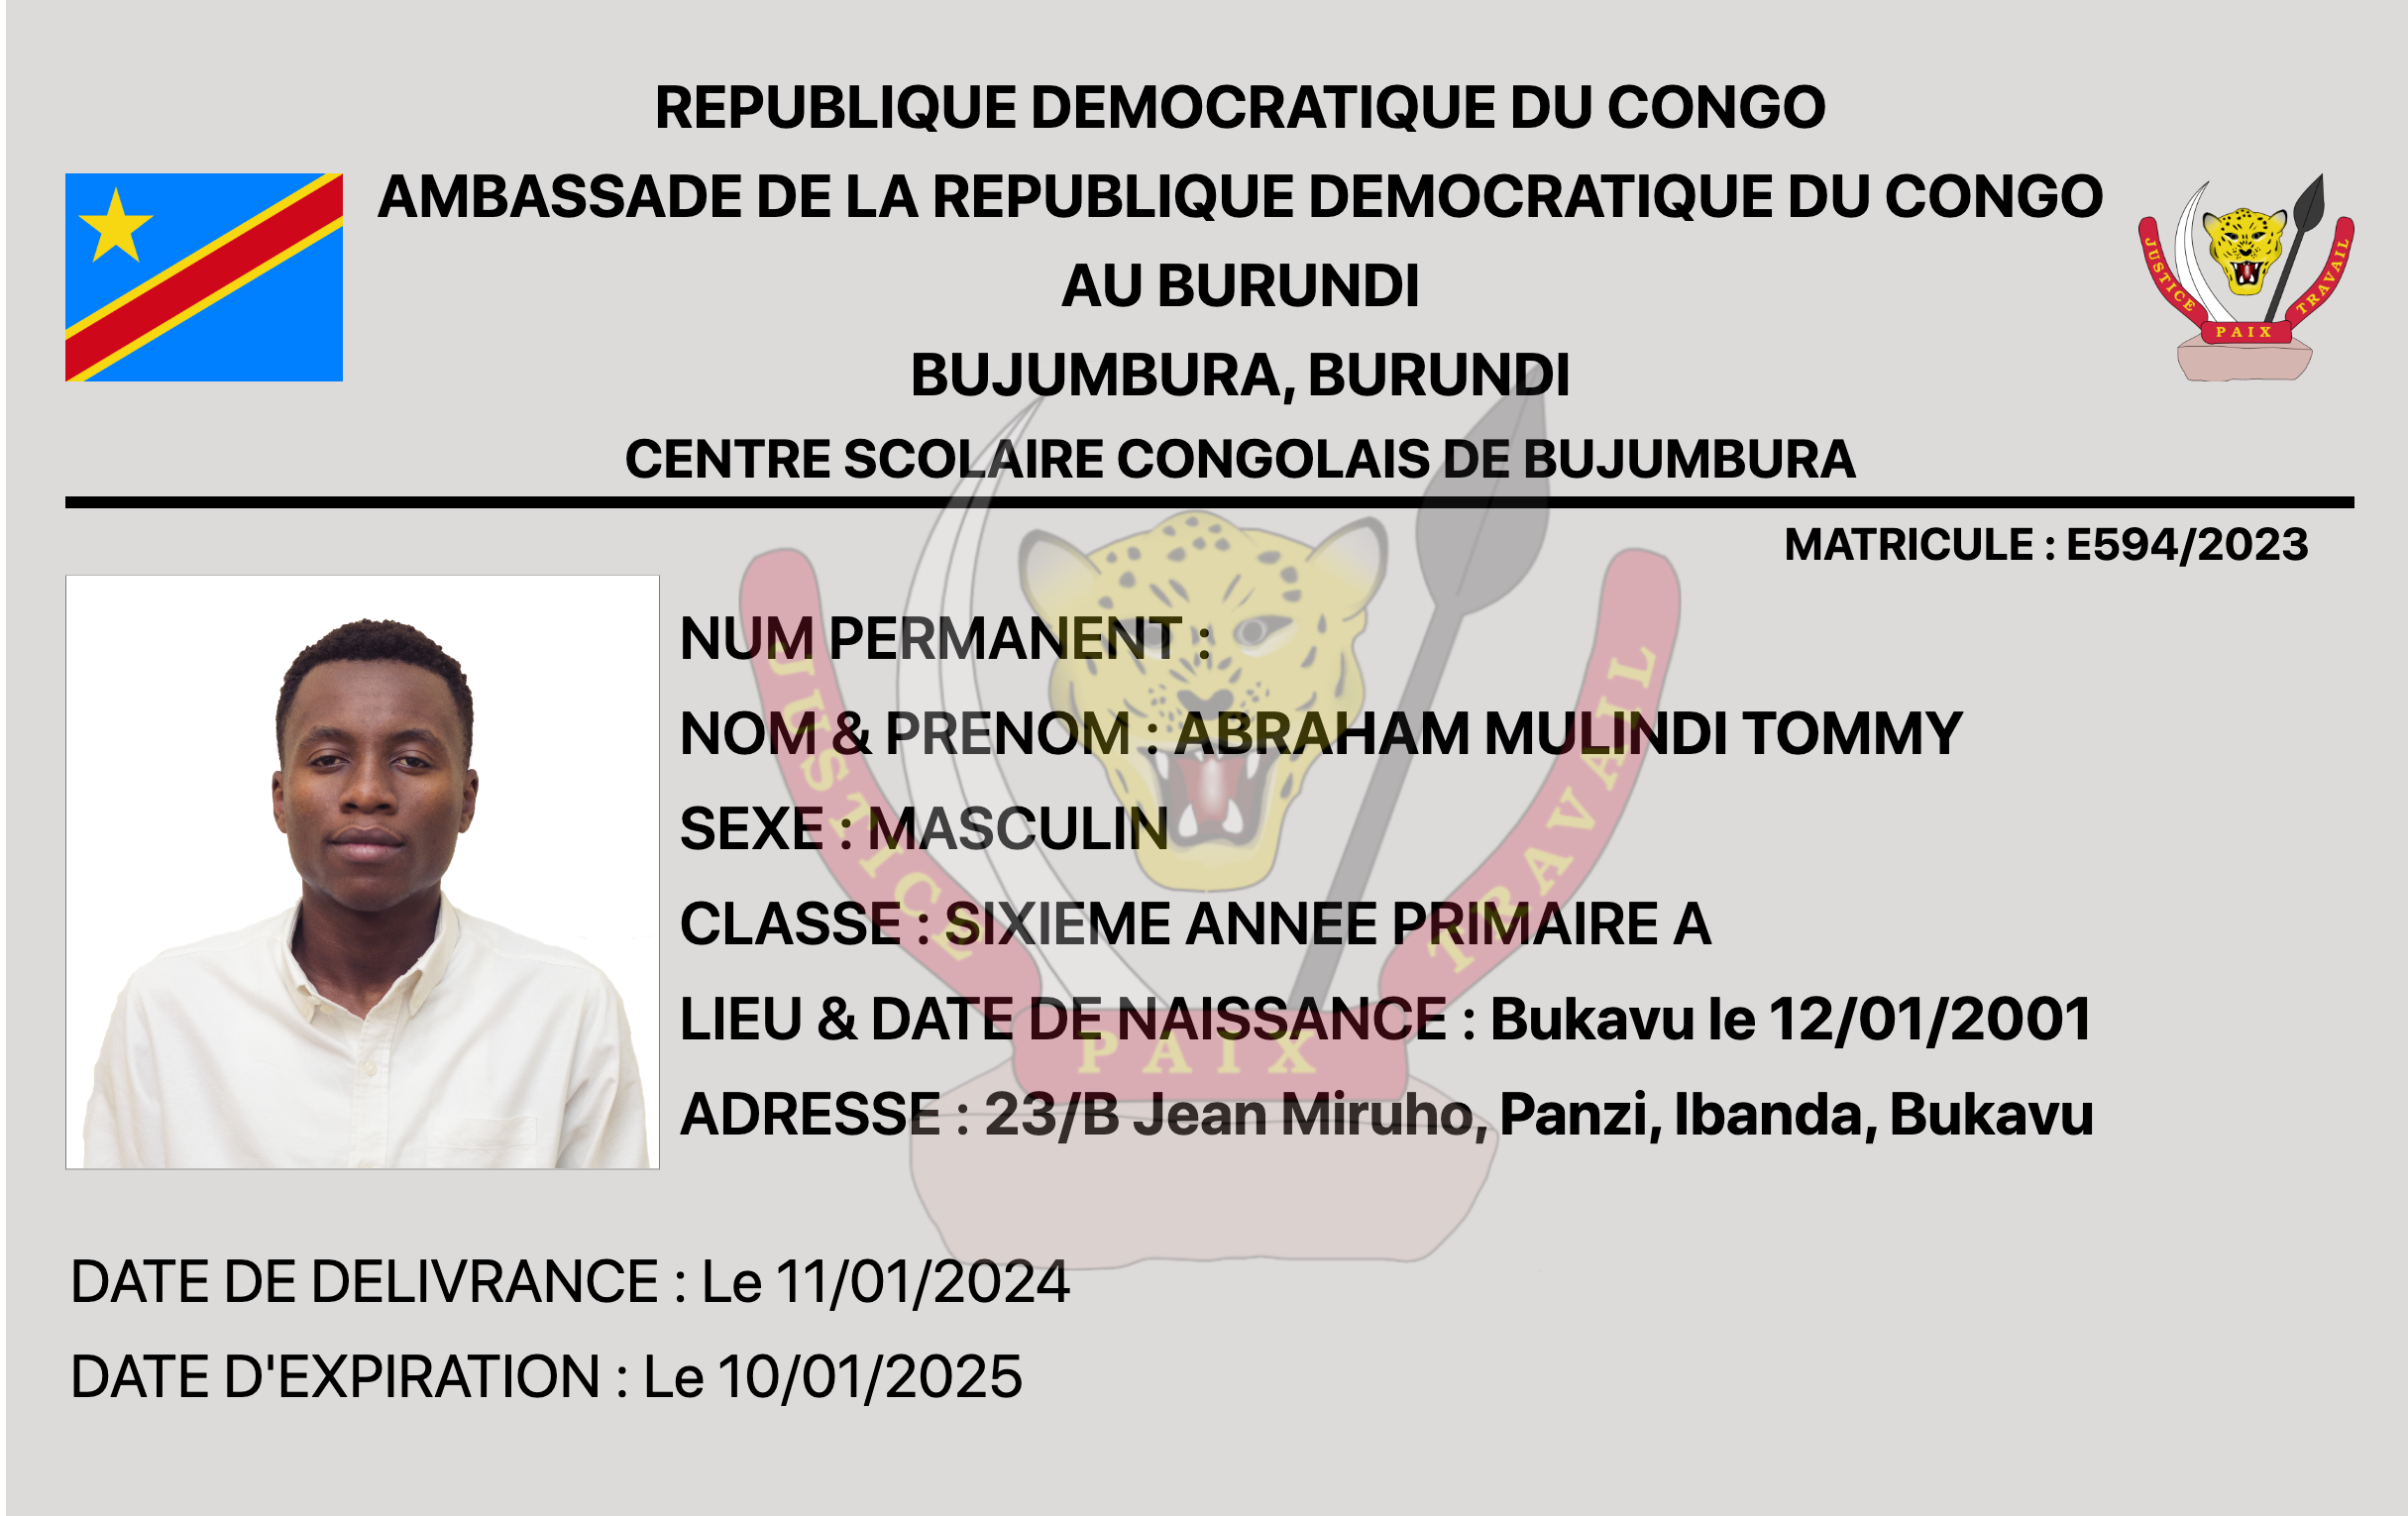 REPUBLIQUE DEMOCRATIQUE DU CONGO
AMBASSADE DE LA REPUBLIQUE DEMOCRATIQUE DU CONGO
AU BURUNDI
BUJUMBURA, BURUNDI
CENTRE SCOLAIRE CONGOLAIS DE BUJUMBURA
JUSTICE PAIX TRAVAIL
MATRICULE : E594/2023
NUM PERMANENT :
NOM & PRENOM : ABRAHAM MULINDI TOMMY
SEXE : MASCULIN
CLASSE : SIXIEME ANNEE PRIMAIRE A
LIEU & DATE DE NAISSANCE : Bukavu le 12/01/2001
ADRESSE : 23/B Jean Miruho, Panzi, Ibanda, Bukavu
JUSTICE PAIX TRAVAIL
DATE DE DELIVRANCE : Le 11/01/2024
DATE D'EXPIRATION : Le 10/01/2025